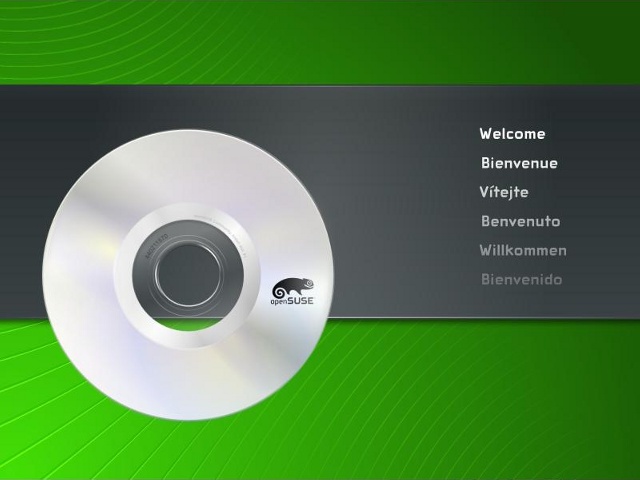 Welcome
Bienvenue
Vítejte
Benvenuto
Willkommen
Bienvenido
openSUSE